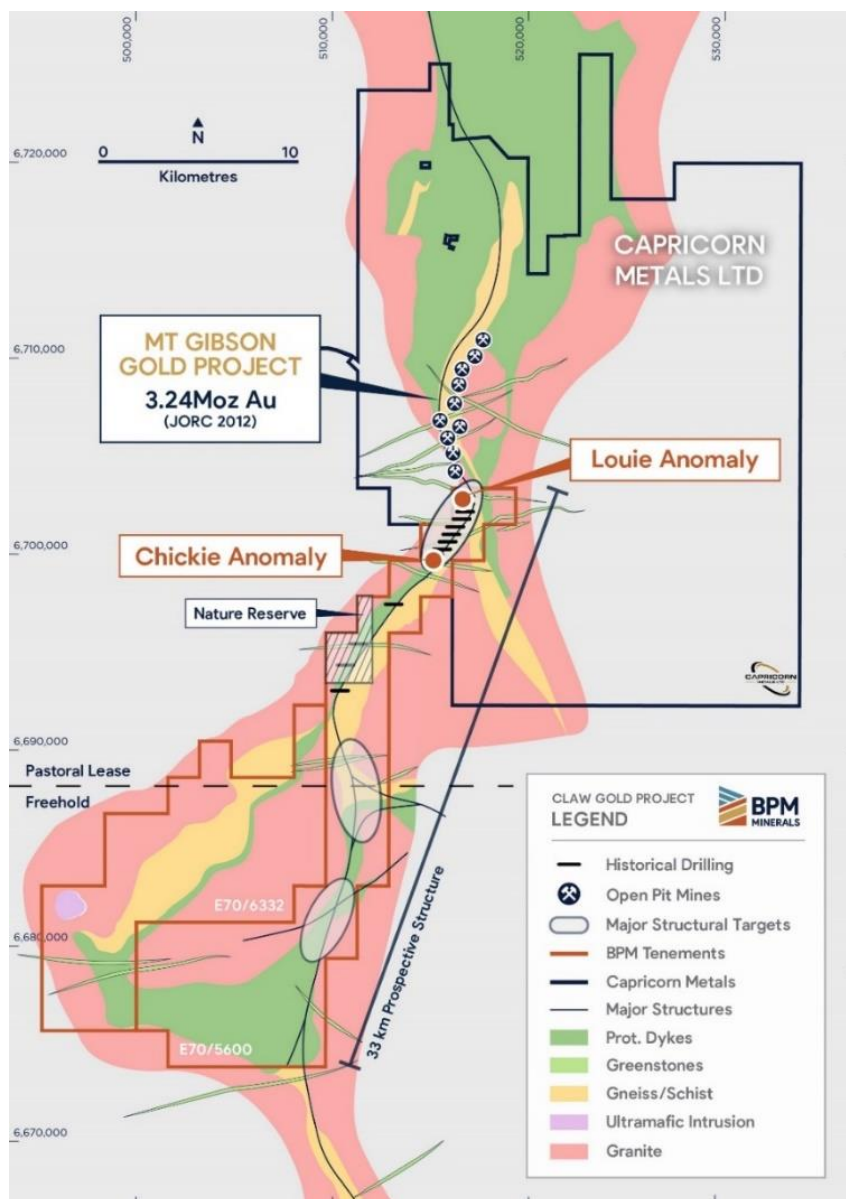 500,000
510,000
520,000
530,000
N
0
10
Kilometres
6,720,000
CAPRICORN
METALS LTD
MT GIBSON
GOLD PROJECT
3.24Moz Au
(JORC 2012)
6,710,000
Louie Anomaly
6,700,000
Chickie Anomaly
Nature Reserve
CAPRICORN
METALS LTD
6,690,000
Pastoral Lease
Freehold
33 km Prospective Structure
E70/6332
6,680,000
E70/5600
6,670,000
CLAW GOLD PROJECT
LEGEND
BPM
MINERALS
Historical Drilling
Open Pit Mines
Major Structural Targets
BPM Tenements
Capricorn Metals
Major Structures
Prot. Dykes
Greenstones
Gneiss/Schist
Ultramafic Intrusion
Granite